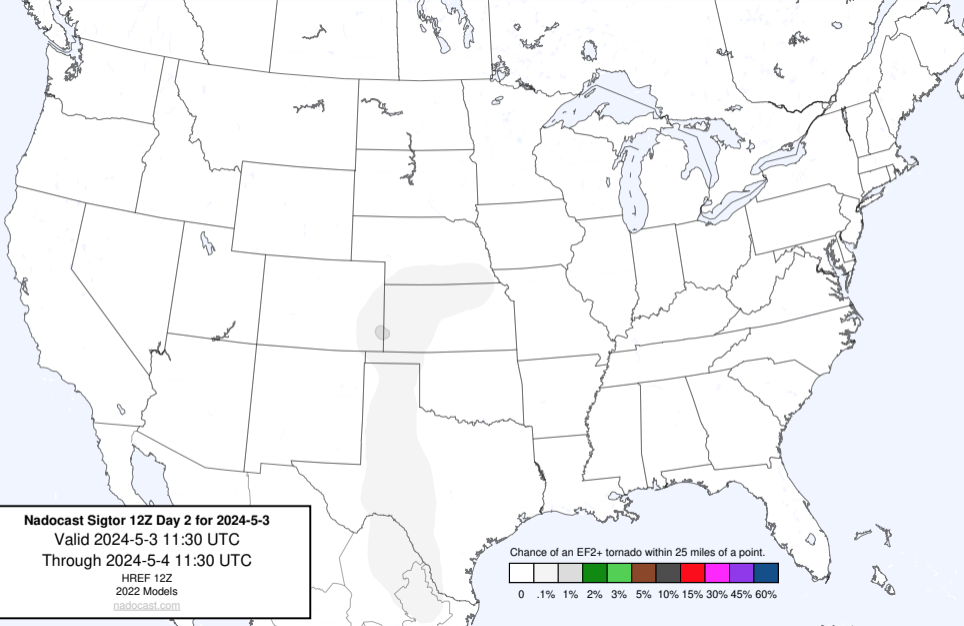 Nadocast Sigtor 12Z Day 2 for 2024-5-3
Valid 2024-5-3 11:30 UTC
Through 2024-5-4 11:30 UTC
HREF 12Z
2022 Models
nadocast.com
Chance of an EF2+ tornado within 25 miles of a point.
0 .1% 1% 2% 3% 5% 10% 15% 30% 45% 60%